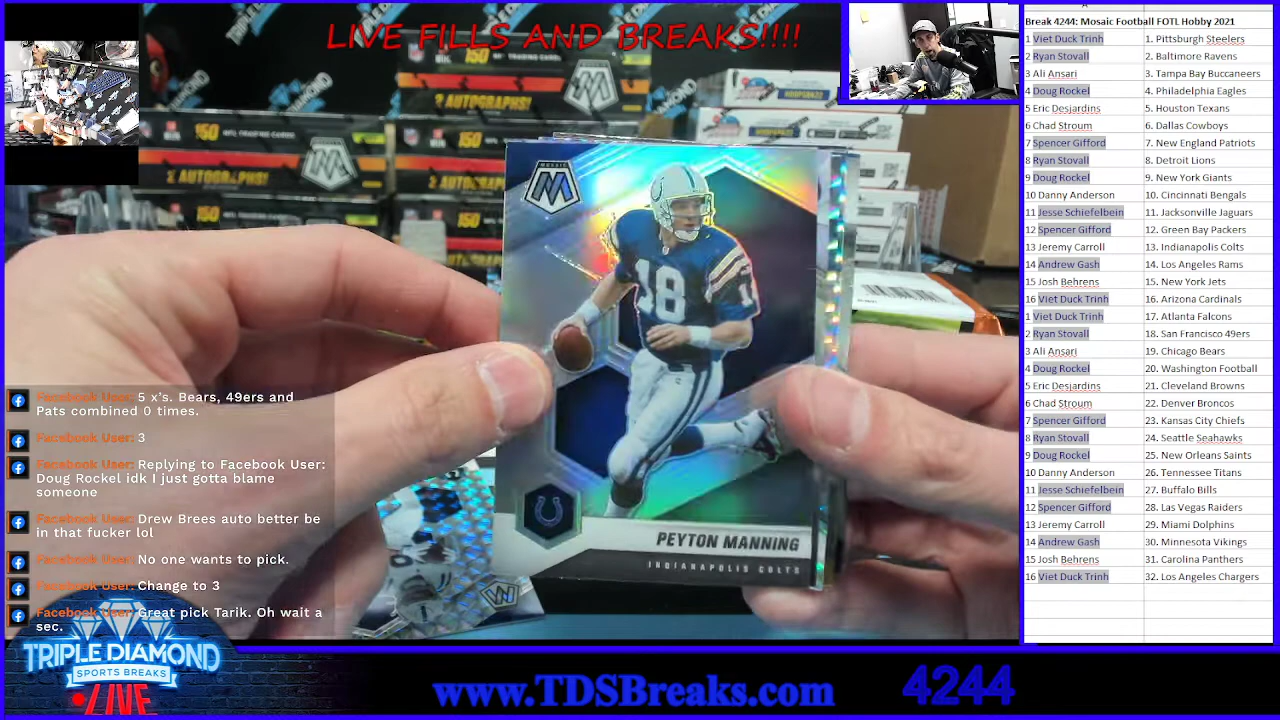 LIVE FILLS AND BREAKS!!!!
150
2 AUTOGRAPHS!
150 NFL TRADING CARDS
2 AUTOGRAPHS!
150
MOSAIC
18
PEYTON MANNING
INDIANAPOLIS COLTS
Facebook User: 5 x's. Bears, 49ers and
Pats combined 0 times.
Facebook User: 3
Facebook User: Replying to Facebook User:
Doug Rockel idk I just gotta blame
someone
Facebook User: Drew Brees auto better be
in that fucker lol
Facebook User: No one wants to pick.
Facebook User: Change to 3
Facebook User: Great pick Tarik. Oh wait a
sec.
TRIPLE DIAMOND
SPORTS BREAKS
LIVE
www.TDSBreaks.com
4244
A
Break 4244: Mosaic Football FOTL Hobby 2021
1 Viet Duck Trinh 1. Pittsburgh Steelers
2 Ryan Stovall 2. Baltimore Ravens
3 Ali Ansari 3. Tampa Bay Buccaneers
4 Doug Rockel 4. Philadelphia Eagles
5 Eric Desjardins 5. Houston Texans
6 Chad Stroum 6. Dallas Cowboys
7 Spencer Gifford 7. New England Patriots
8 Ryan Stovall 8. Detroit Lions
9 Doug Rockel 9. New York Giants
10 Danny Anderson 10. Cincinnati Bengals
11 Jesse Schiefelbein 11. Jacksonville Jaguars
12 Spencer Gifford 12. Green Bay Packers
13 Jeremy Carroll 13. Indianapolis Colts
14 Andrew Gash 14. Los Angeles Rams
15 Josh Behrens 15. New York Jets
16 Viet Duck Trinh 16. Arizona Cardinals
1 Viet Duck Trinh 17. Atlanta Falcons
2 Ryan Stovall 18. San Francisco 49ers
3 Ali Ansari 19. Chicago Bears
4 Doug Rockel 20. Washington Football
5 Eric Desjardins 21. Cleveland Browns
6 Chad Stroum 22. Denver Broncos
7 Spencer Gifford 23. Kansas City Chiefs
8 Ryan Stovall 24. Seattle Seahawks
9 Doug Rockel 25. New Orleans Saints
10 Danny Anderson 26. Tennessee Titans
11 Jesse Schiefelbein 27. Buffalo Bills
12 Spencer Gifford 28. Las Vegas Raiders
13 Jeremy Carroll 29. Miami Dolphins
14 Andrew Gash 30. Minnesota Vikings
15 Josh Behrens 31. Carolina Panthers
16 Viet Duck Trinh 32. Los Angeles Chargers